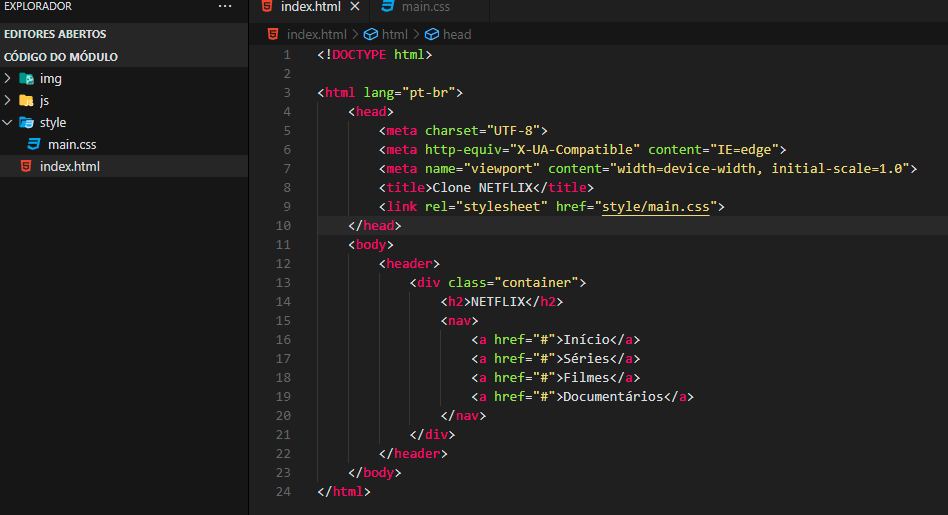 EXPLORADOR ···
EDITORES ABERTOS
CÓDIGO DO MÓDULO
img
js
style
main.css
index.html
index.html main.css
index.html > html > head
1 <!DOCTYPE html>
2
3 <html lang="pt-br">
4 <head>
5 <meta charset="UTF-8">
6 <meta http-equiv="X-UA-Compatible" content="IE=edge">
7 <meta name="viewport" content="width=device-width, initial-scale=1.0">
8 <title>Clone NETFLIX</title>
9 <link rel="stylesheet" href="style/main.css">
10 </head>
11 <body>
12 <header>
13 <div class="container">
14 <h2>NETFLIX</h2>
15 <nav>
16 <a href="#">Início</a>
17 <a href="#">Séries</a>
18 <a href="#">Filmes</a>
19 <a href="#">Documentários</a>
20 </nav>
21 </div>
22 </header>
23 </body>
24 </html>